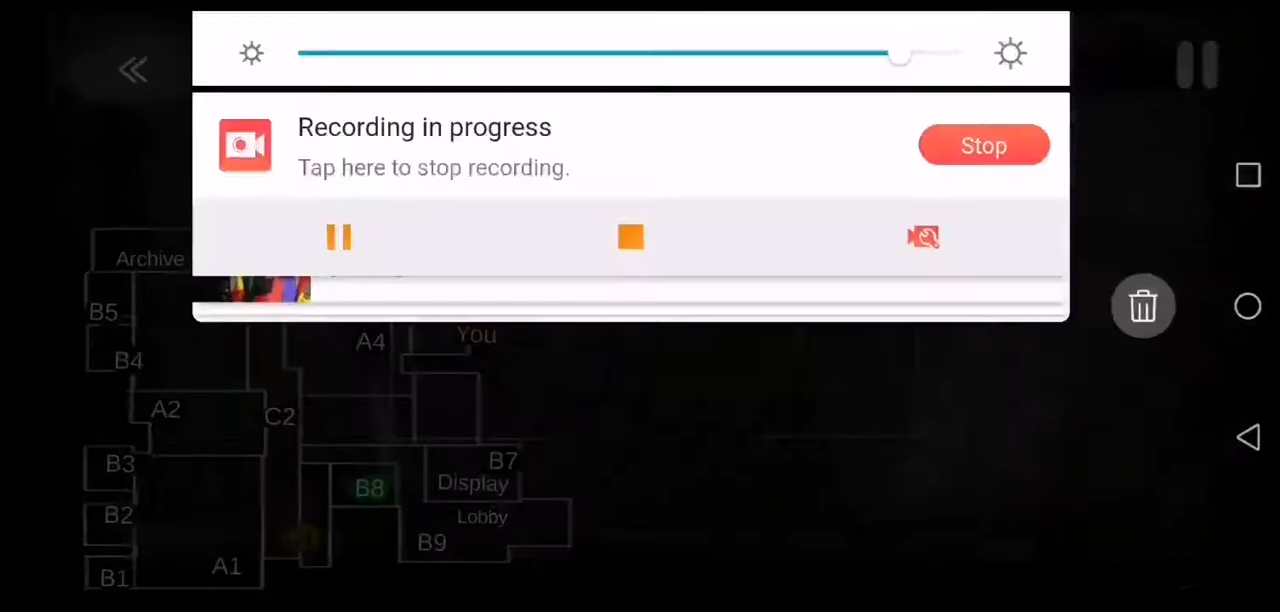 Recording in progress
Tap here to stop recording.
Stop
Archive
B5
B4
A4
You
A2
C2
B3
B7
Display
B8
B2
Lobby
B9
A1
B1